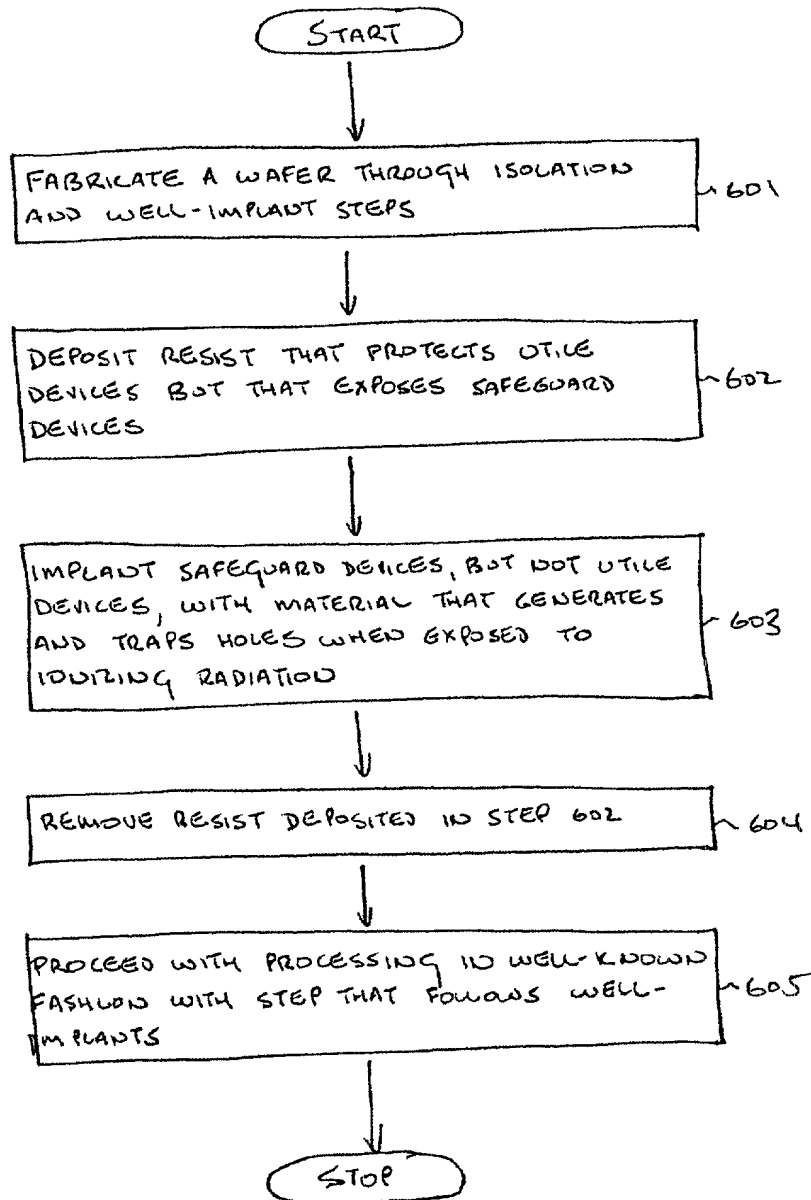 START
FABRICATE A WAFER THROUGH ISOLATION
AND WELL-IMPLANT STEPS
601
DEPOSIT RESIST THAT PROTECTS UTILE
DEVICES BUT THAT EXPOSES SAFEGUARD
DEVICES
602
IMPLANT SAFEGUARD DEVICES, BUT NOT UTILE
DEVICES, WITH MATERIAL THAT GENERATES
AND TRAPS HOLES WHEN EXPOSED TO
IONIZING RADIATION
603
REMOVE RESIST DEPOSITED IN STEP 602
604
PROCEED WITH PROCESSING IN WELL-KNOWN
FASHION WITH STEP THAT FOLLOWS WELL-
IMPLANTS
605
STOP